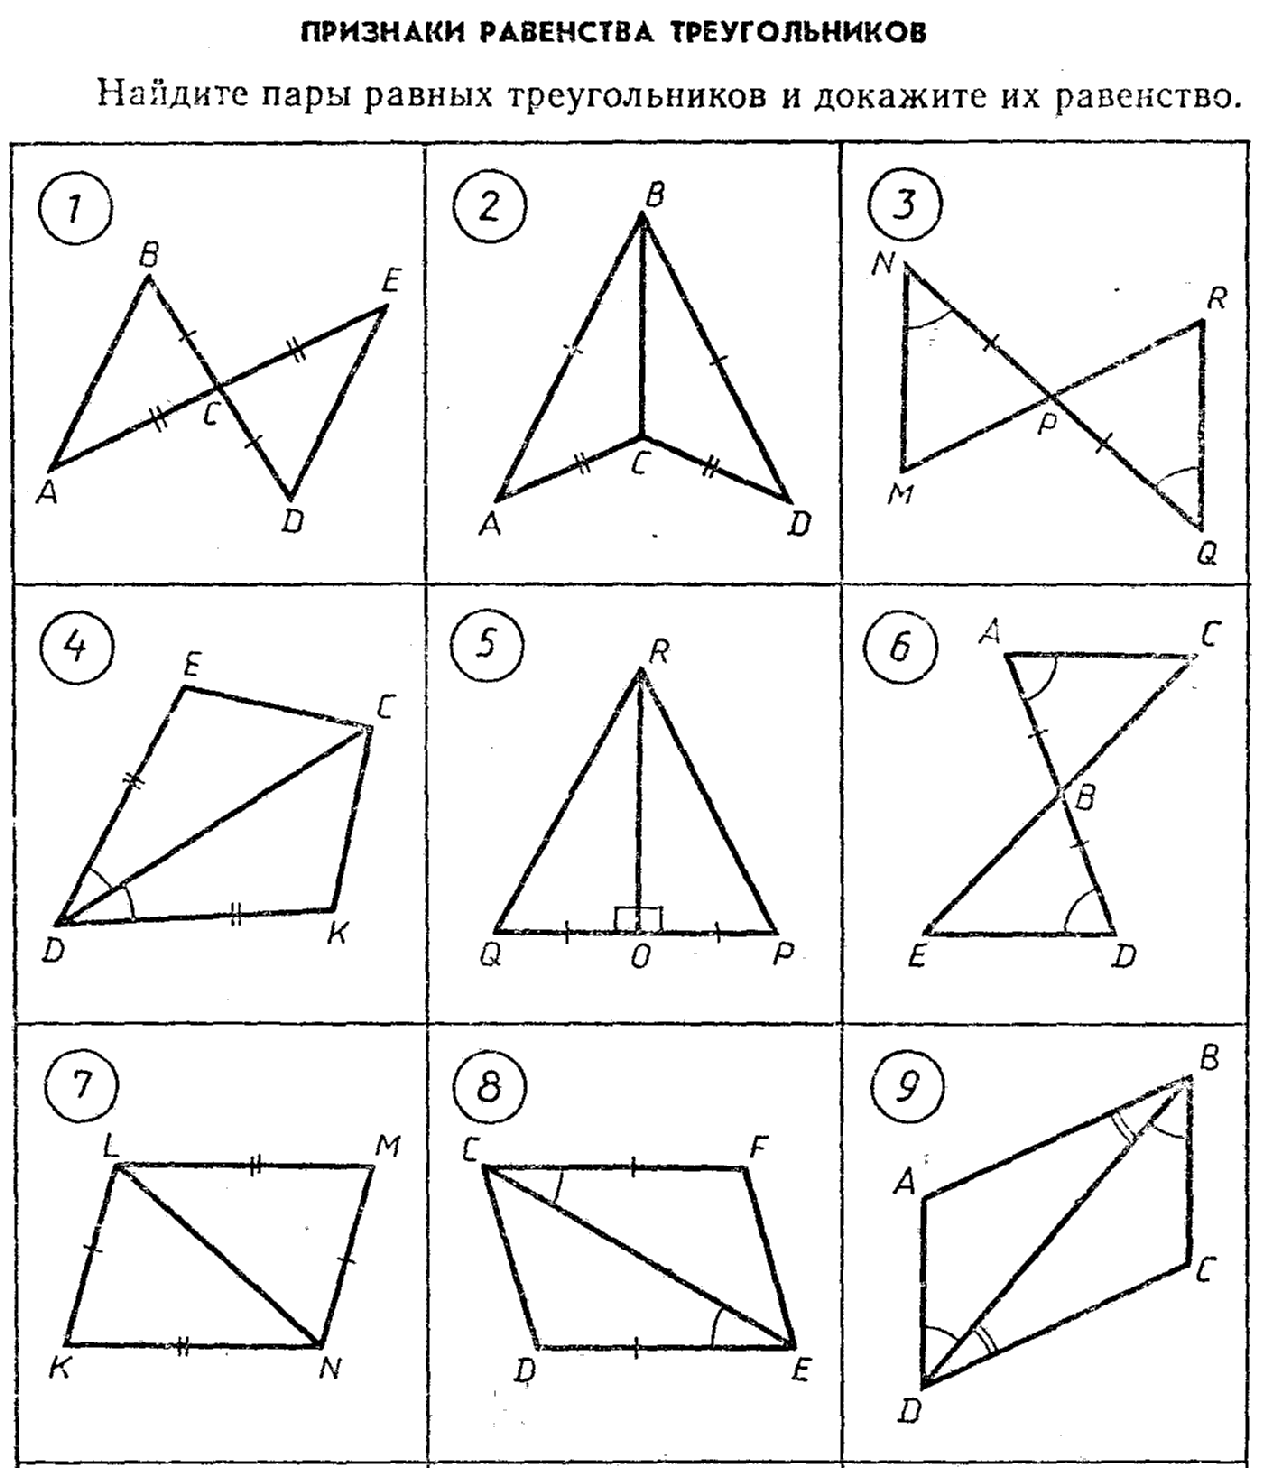 ПРИЗНАКИ РАВЕНСТВА ТРЕУГОЛЬНИКОВ
Найдите пары равных треугольников и докажите их равенство.
1
B
E
C
A
D
2
B
C
A
D
3
N
R
P
M
Q
4
E
C
D
K
5
R
Q
O
P
6
A
C
B
E
D
7
L
M
K
N
8
C
F
D
E
9
B
A
C
D